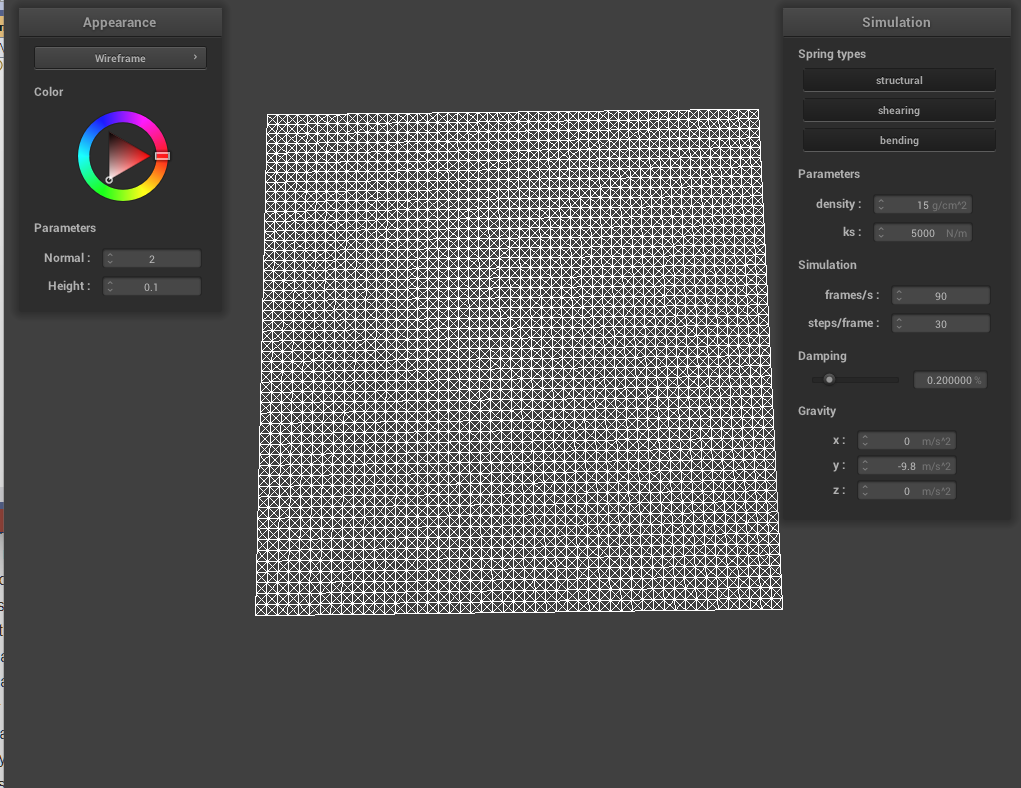 Appearance
Wireframe
Color
Parameters
Normal : 2
Height : 0.1
Simulation
Spring types
structural
shearing
bending
Parameters
density : 15 g/cm^2
ks : 5000 N/m
Simulation
frames/s : 90
steps/frame : 30
Damping
0.200000 %
Gravity
x : 0 m/s^2
y : -9.8 m/s^2
z : 0 m/s^2